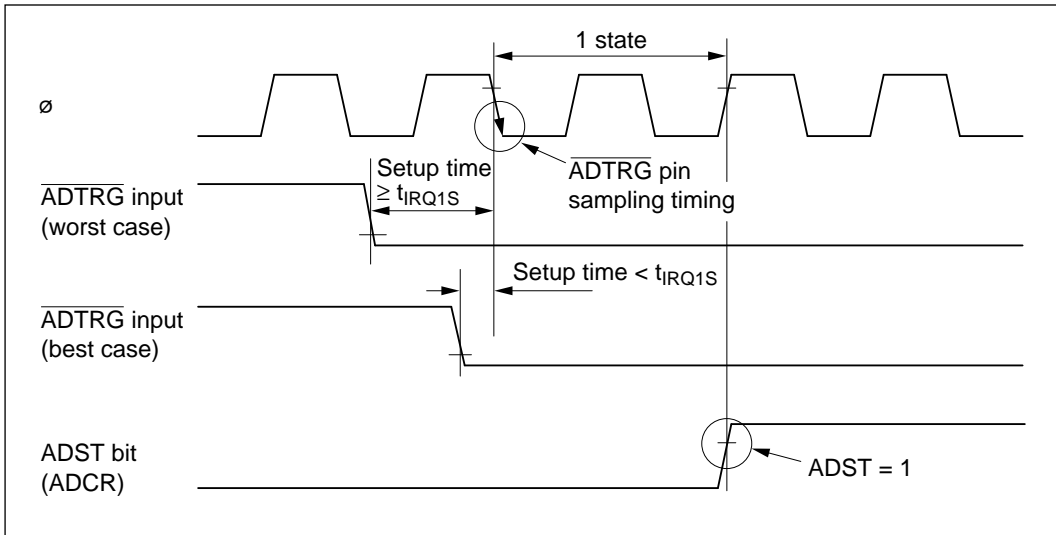 1 state
ø
Setup time
≥ tIRQ1S
ADTRG pin
sampling timing
ADTRG input
(worst case)
Setup time < tIRQ1S
ADTRG input
(best case)
ADST bit
(ADCR)
ADST = 1